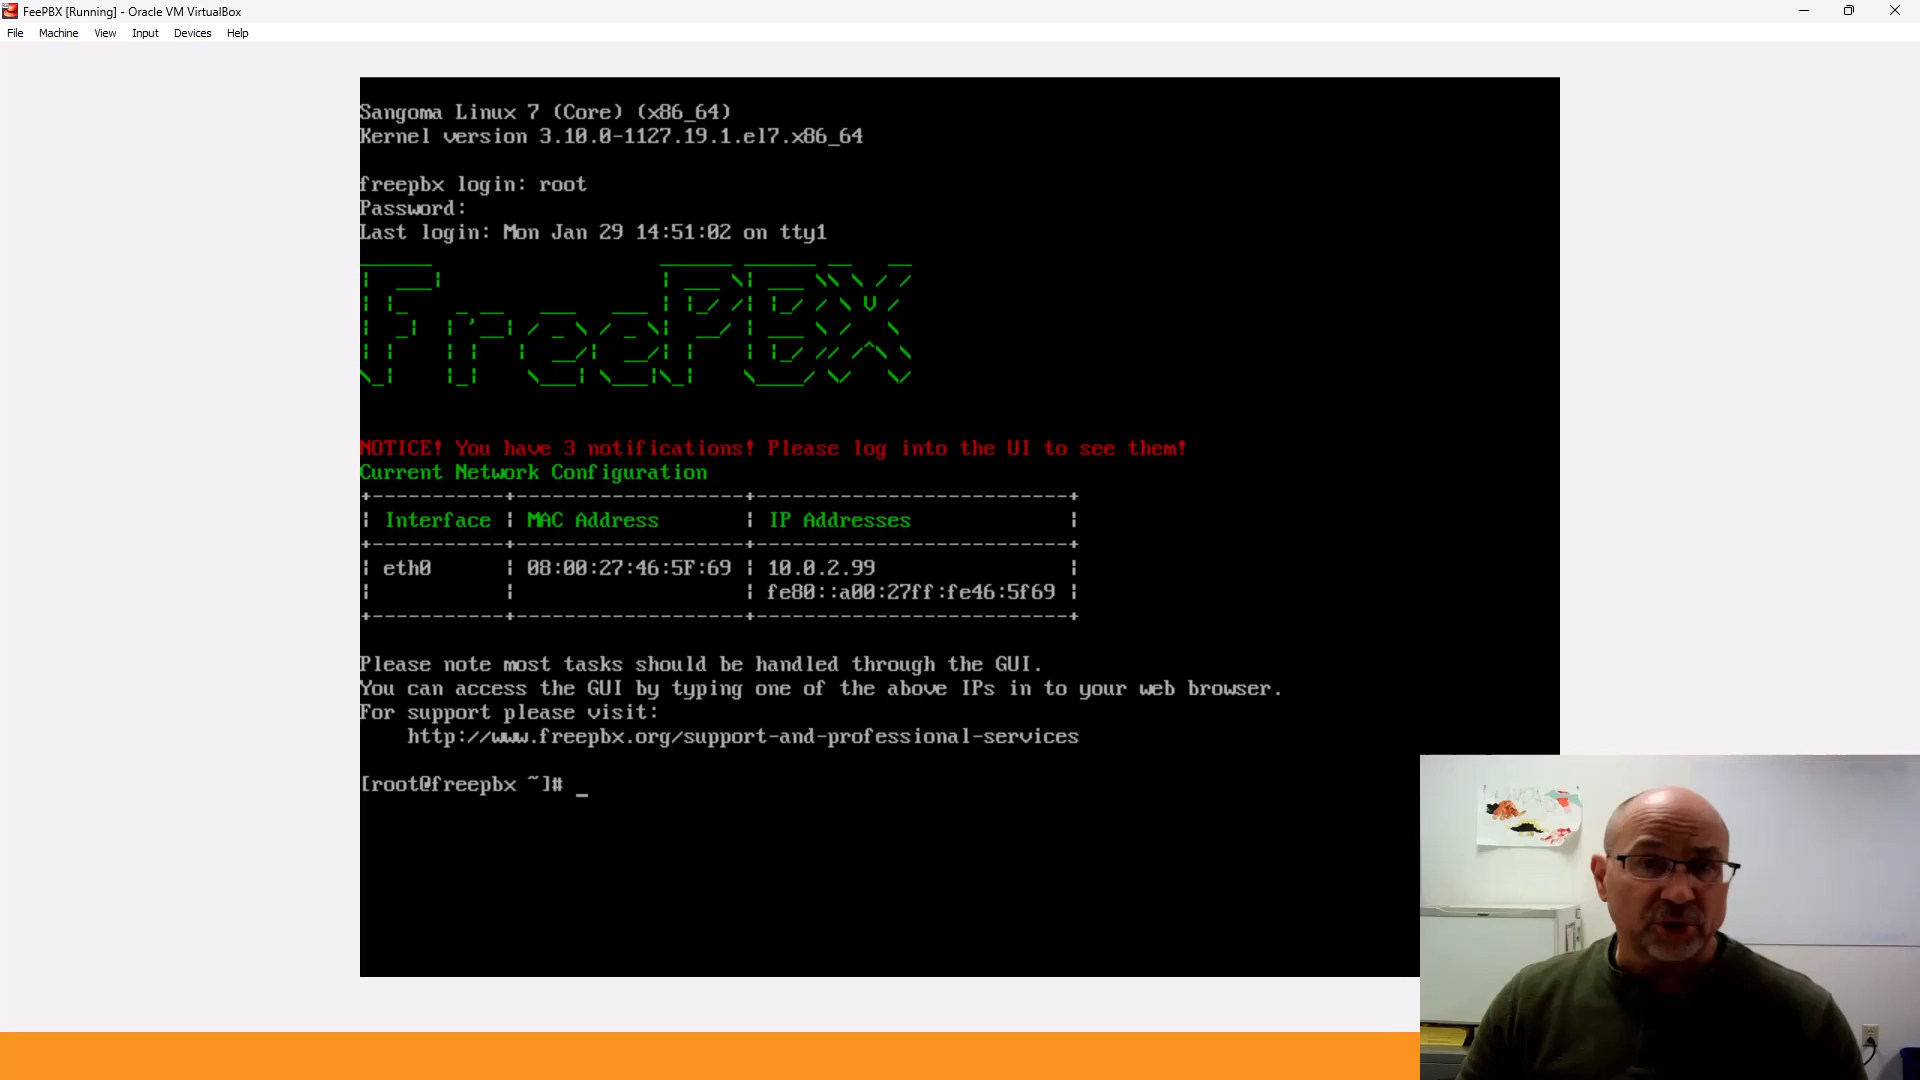 FeePBX [Running] - Oracle VM VirtualBox
File Machine View Input Devices Help
Sangoma Linux 7 (Core) (x86_64)
Kernel version 3.10.0-1127.19.1.el7.x86_64
freepbx login: root
Password:
Last login: Mon Jan 29 14:51:02 on tty1
FreePBX
NOTICE! You have 3 notifications! Please log into the UI to see them!
Current Network Configuration
+-----------+-------------------+--------------------------+
| Interface | MAC Address | IP Addresses |
+-----------+-------------------+--------------------------+
| eth0 | 08:00:27:46:5F:69 | 10.0.2.99 |
| | | fe80::a00:27ff:fe46:5f69 |
+-----------+-------------------+--------------------------+
Please note most tasks should be handled through the GUI.
You can access the GUI by typing one of the above IPs in to your web browser.
For support please visit:
http://www.freepbx.org/support-and-professional-services
[root@freepbx ~]# _